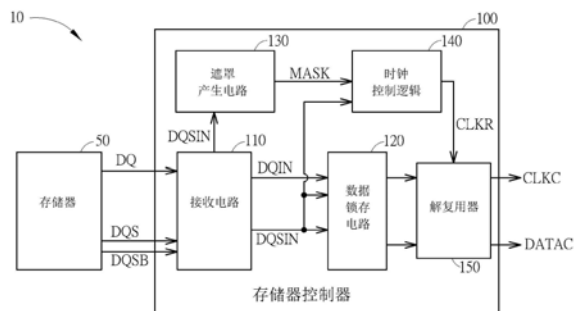 10
100
130
140
遮罩
产生电路
MASK
时钟
控制逻辑
DQSIN
CLKR
50
110
120
DQ
DQIN
存储器
接收电路
数据
锁存
电路
解复用器
CLKC
DQS
DQSIN
DATAC
DQSB
150
存储器控制器